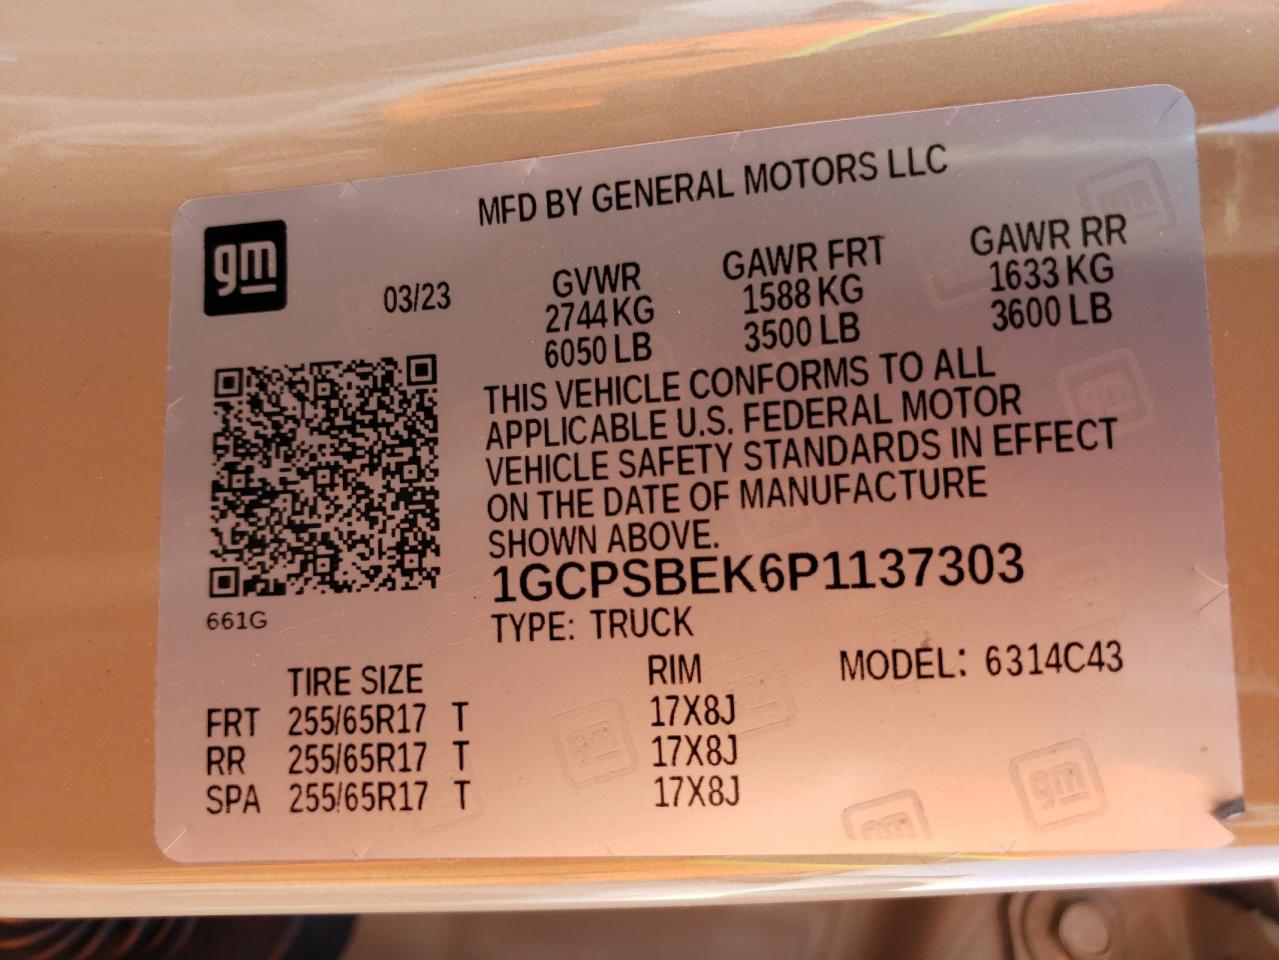 MFD BY GENERAL MOTORS LLC
gm
03/23
GVWR GAWR FRT GAWR RR
2744 KG 1588 KG 1633 KG
6050 LB 3500 LB 3600 LB
THIS VEHICLE CONFORMS TO ALL
APPLICABLE U.S. FEDERAL MOTOR
VEHICLE SAFETY STANDARDS IN EFFECT
ON THE DATE OF MANUFACTURE
SHOWN ABOVE.
1GCPSBEK6P1137303
661G
TYPE: TRUCK
TIRE SIZE RIM MODEL: 6314C43
FRT 255/65R17 T 17X8J
RR 255/65R17 T 17X8J
SPA 255/65R17 T 17X8J